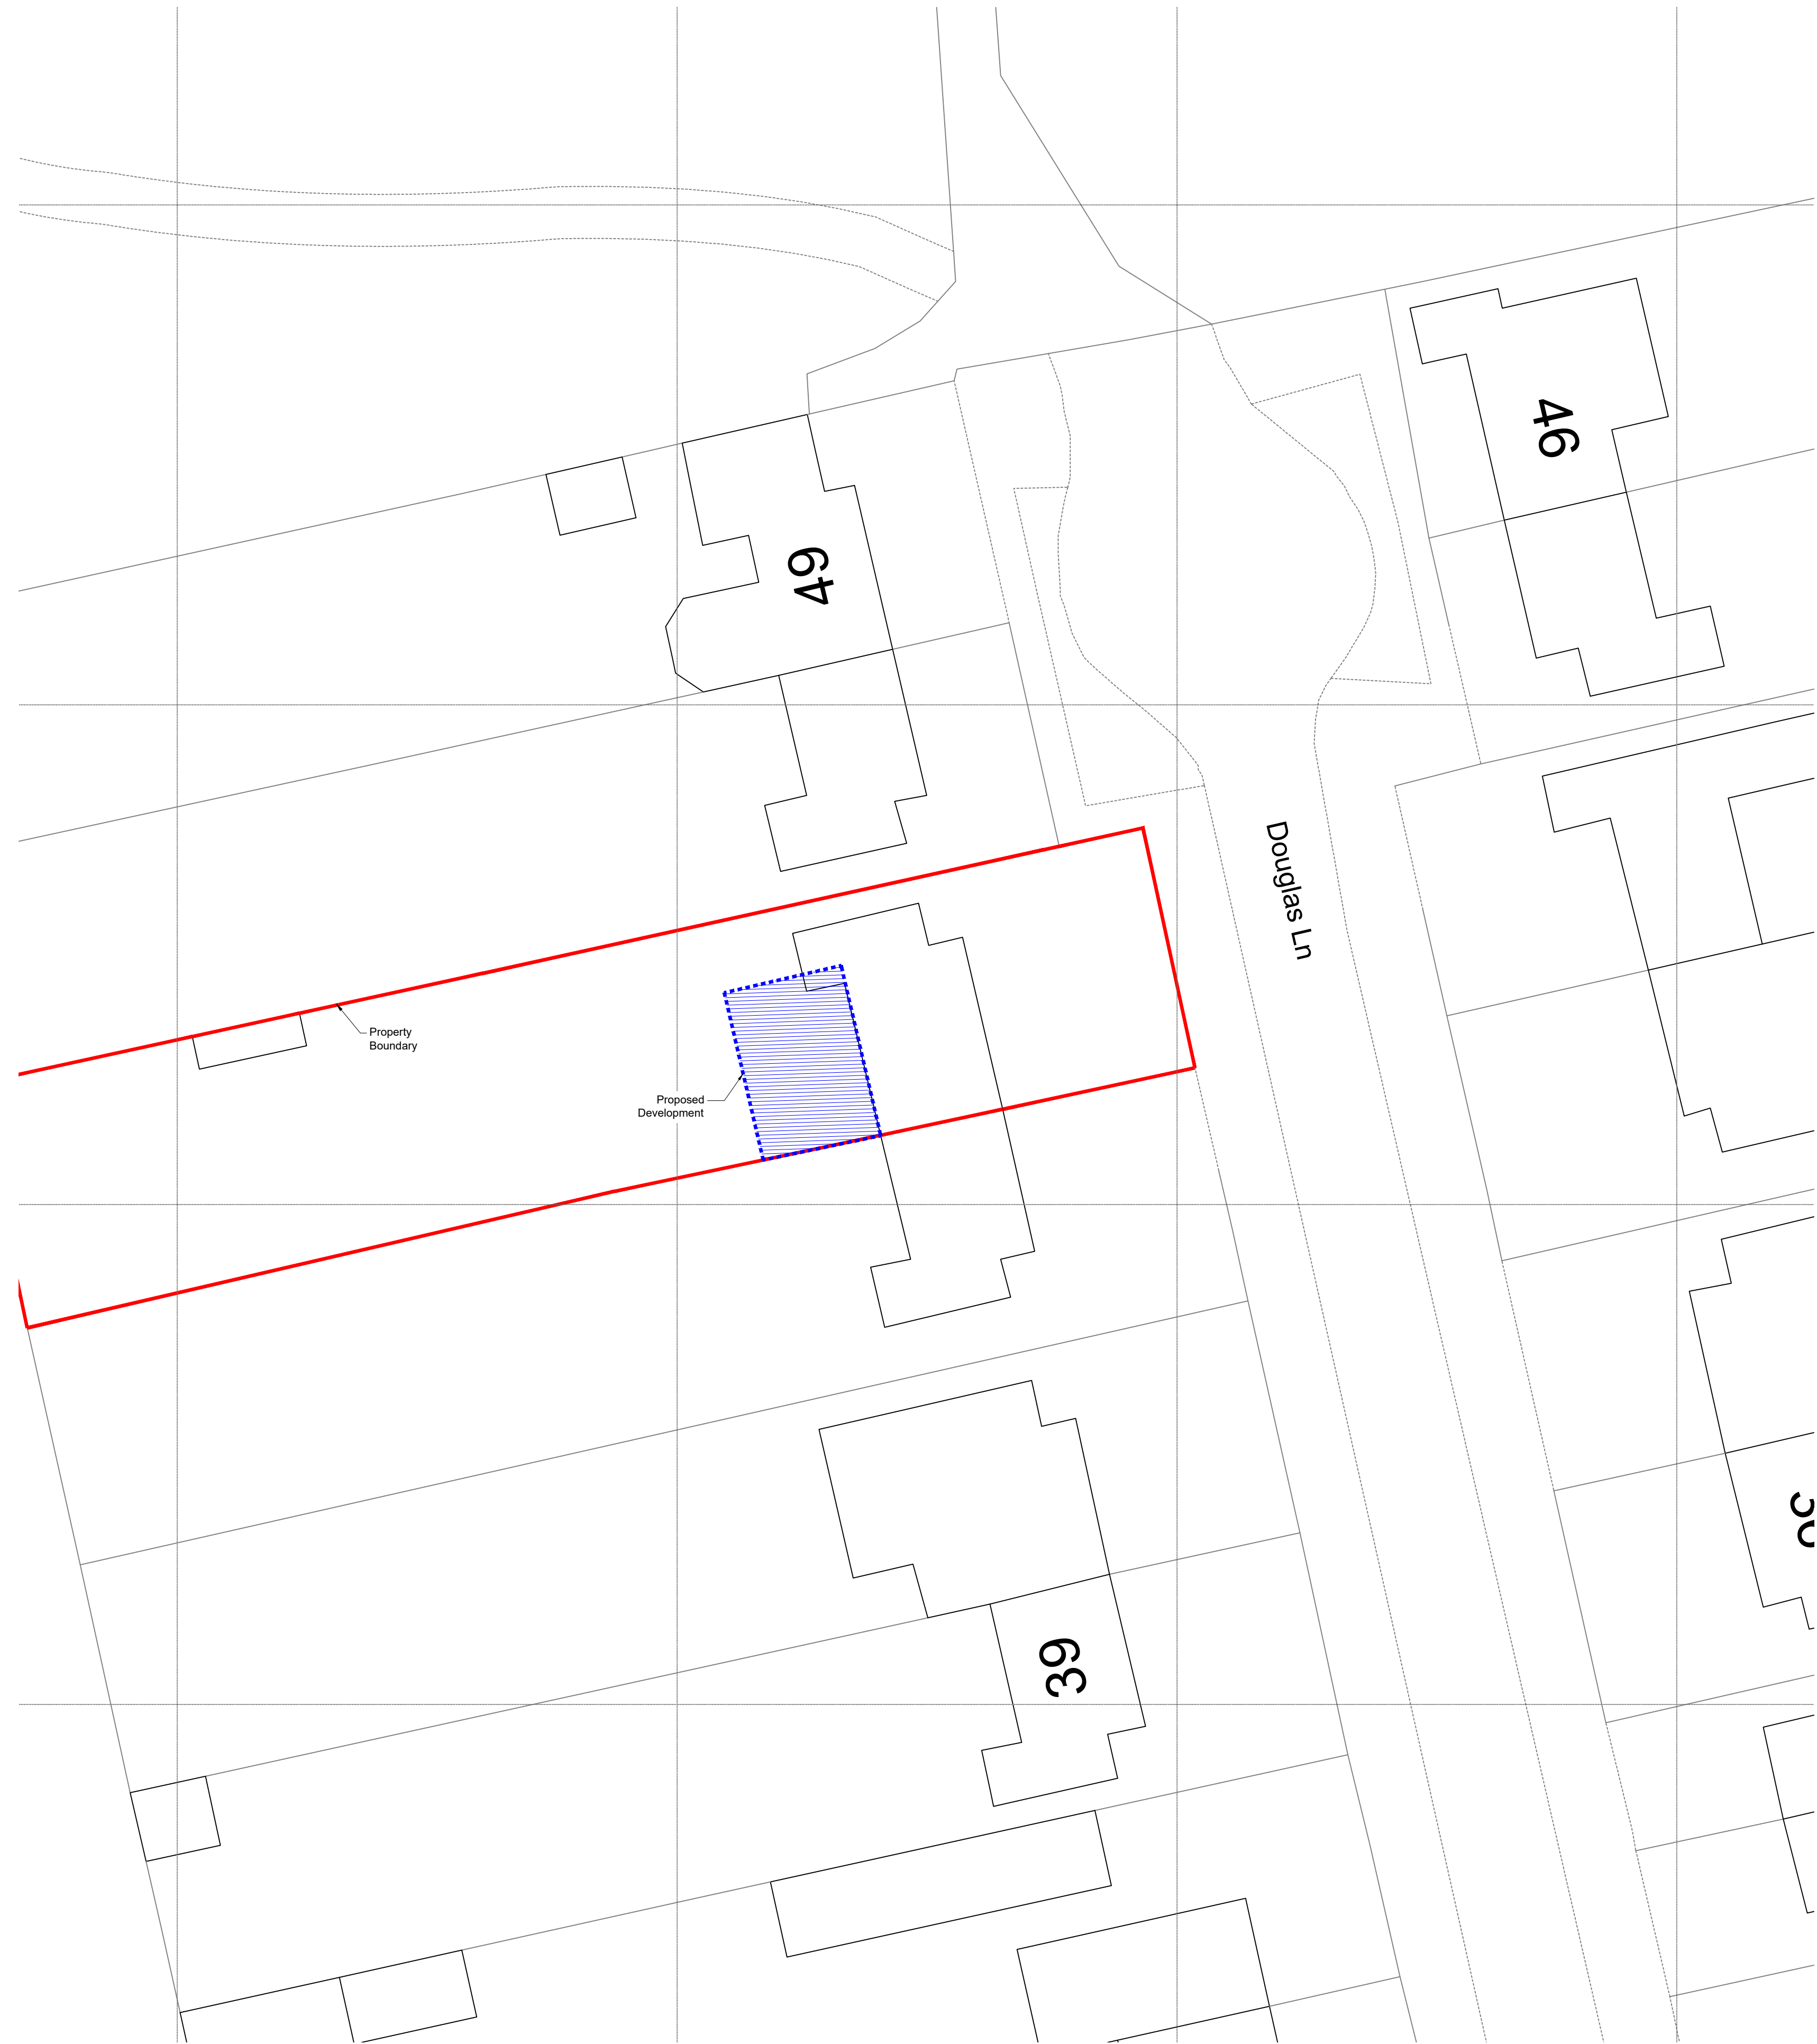 46
49
Douglas Ln
Property
Boundary
Proposed
Development
39